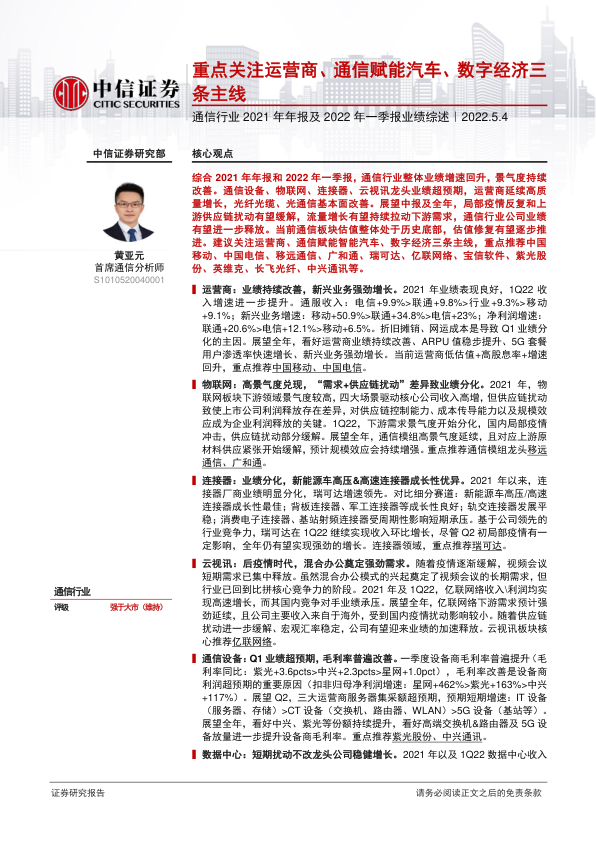 重点关注运营商、通信赋能汽车、数字经济三
条主线
中信证券
CITIC SECURITIES
通信行业 2021 年年报及 2022 年一季报业绩综述｜2022.5.4
中信证券研究部
核心观点
黄亚元
首席通信分析师
S1010520040001
综合 2021 年年报和 2022 年一季报，通信行业整体业绩增速回升，景气度持续
改善。通信设备、物联网、连接器、云视讯龙头业绩超预期，运营商延续高质
量增长，光纤光缆、光通信基本面改善。展望中报及全年，局部疫情反复和上
游供应链扰动有望缓解，流量增长有望持续拉动下游需求，通信行业公司业绩
有望进一步释放。当前通信板块估值整体处于历史底部，估值修复有望逐步推
进。建议关注运营商、通信赋能智能汽车、数字经济三条主线，重点推荐中国
移动、中国电信、移远通信、广和通、瑞可达、亿联网络、宝信软件、紫光股
份、英维克、长飞光纤、中兴通讯等。
运营商：业绩持续改善，新兴业务强劲增长。2021 年业绩表现良好，1Q22 收
入增速进一步提升。通服收入：电信+9.9%>联通+9.8%>行业+9.3%>移动
+9.1%；新兴业务增速：移动+50.9%>联通+34.8%>电信+23%；净利润增速：
联通+20.6%>电信+12.1%>移动+6.5%。折旧摊销、网运成本是导致 Q1 业绩分
化的主因。展望全年，看好运营商业绩持续改善、ARPU 值稳步提升、5G 套餐
用户渗透率快速增长、新兴业务强劲增长。当前运营商低估值+高股息率+增速
回升，重点推荐中国移动、中国电信。
物联网：高景气度兑现，“需求+供应链扰动”差异致业绩分化。2021 年，物
联网板块下游领域景气度较高，四大场景驱动核心公司收入高增，但供应链扰动
致使上市公司利润释放存在差异，对供应链控制能力、成本传导能力以及规模效
应成为企业利润释放的关键。1Q22，下游需求景气度开始分化，国内局部疫情
冲击，供应链扰动部分缓解。展望全年，通信模组高景气度延续，且对应上游原
材料供应紧张开始缓解，预计规模效应会持续增强。重点推荐通信模组龙头移远
通信、广和通。
连接器：业绩分化，新能源车高压&高速连接器成长性优异。2021 年以来，连
接器厂商业绩明显分化，瑞可达增速领先。对比细分赛道：新能源车高压/高速
连接器成长性最佳；背板连接器、军工连接器等成长性良好；轨交连接器发展平
稳；消费电子连接器、基站射频连接器受周期性影响短期承压。基于公司领先的
行业竞争力，瑞可达在 1Q22 继续实现收入环比增长，尽管 Q2 初局部疫情有一
定影响，全年仍有望实现强劲的增长。连接器领域，重点推荐瑞可达。
云视讯：后疫情时代，混合办公奠定强劲需求。随着疫情逐渐缓解，视频会议
短期需求已集中释放。虽然混合办公模式的兴起奠定了视频会议的长期需求，但
行业已回到比拼核心竞争力的阶段。2021 年及 1Q22，亿联网络收入\利润均实
现高速增长，而其国内竞争对手业绩承压。展望全年，亿联网络下游需求预计强
劲延续，且公司主要收入来自于海外，受到国内疫情扰动影响较小。随着供应链
扰动进一步缓解、宏观汇率稳定，公司有望迎来业绩的加速释放。云视讯板块核
心推荐亿联网络。
通信设备：Q1 业绩超预期，毛利率普遍改善。一季度设备商毛利率普遍提升（毛
利率同比：紫光+3.6pcts>中兴+2.3pcts>星网+1.0pct），毛利率改善是设备商
利润超预期的重要原因（扣非归母净利润增速：星网+462%>紫光+163%>中兴
+117%）。展望 Q2，三大运营商服务器集采额超预期，预期短期增速：IT 设备
（服务器、存储）>CT 设备（交换机、路由器、WLAN）>5G 设备（基站等）。
展望全年，看好中兴、紫光等份额持续提升，看好高端交换机&路由器及 5G 设
备放量进一步提升设备商毛利率。重点推荐紫光股份、中兴通讯。
数据中心：短期扰动不改龙头公司稳健增长。2021 年以及 1Q22 数据中心收入
通信行业
评级 强于大市（维持）
证券研究报告
请务必阅读正文之后的免责条款